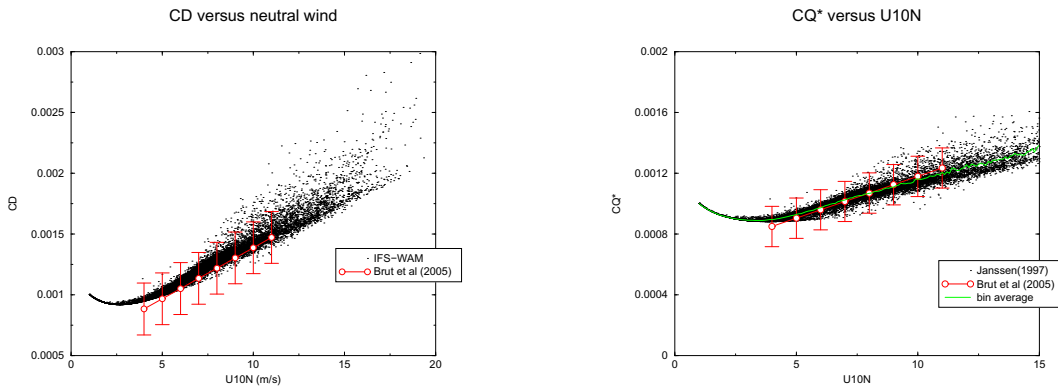 CD versus neutral wind
0.003
0.0025
0.002
0.0015
0.001
0.0005
CD
0
5
10
15
20
U10N (m/s)
IFS−WAM
Brut et al (2005)
CQ* versus U10N
0.002
0.0016
0.0012
0.0008
0.0004
0
CQ*
0
5
10
15
U10N
Janssen(1997)
Brut et al (2005)
bin average